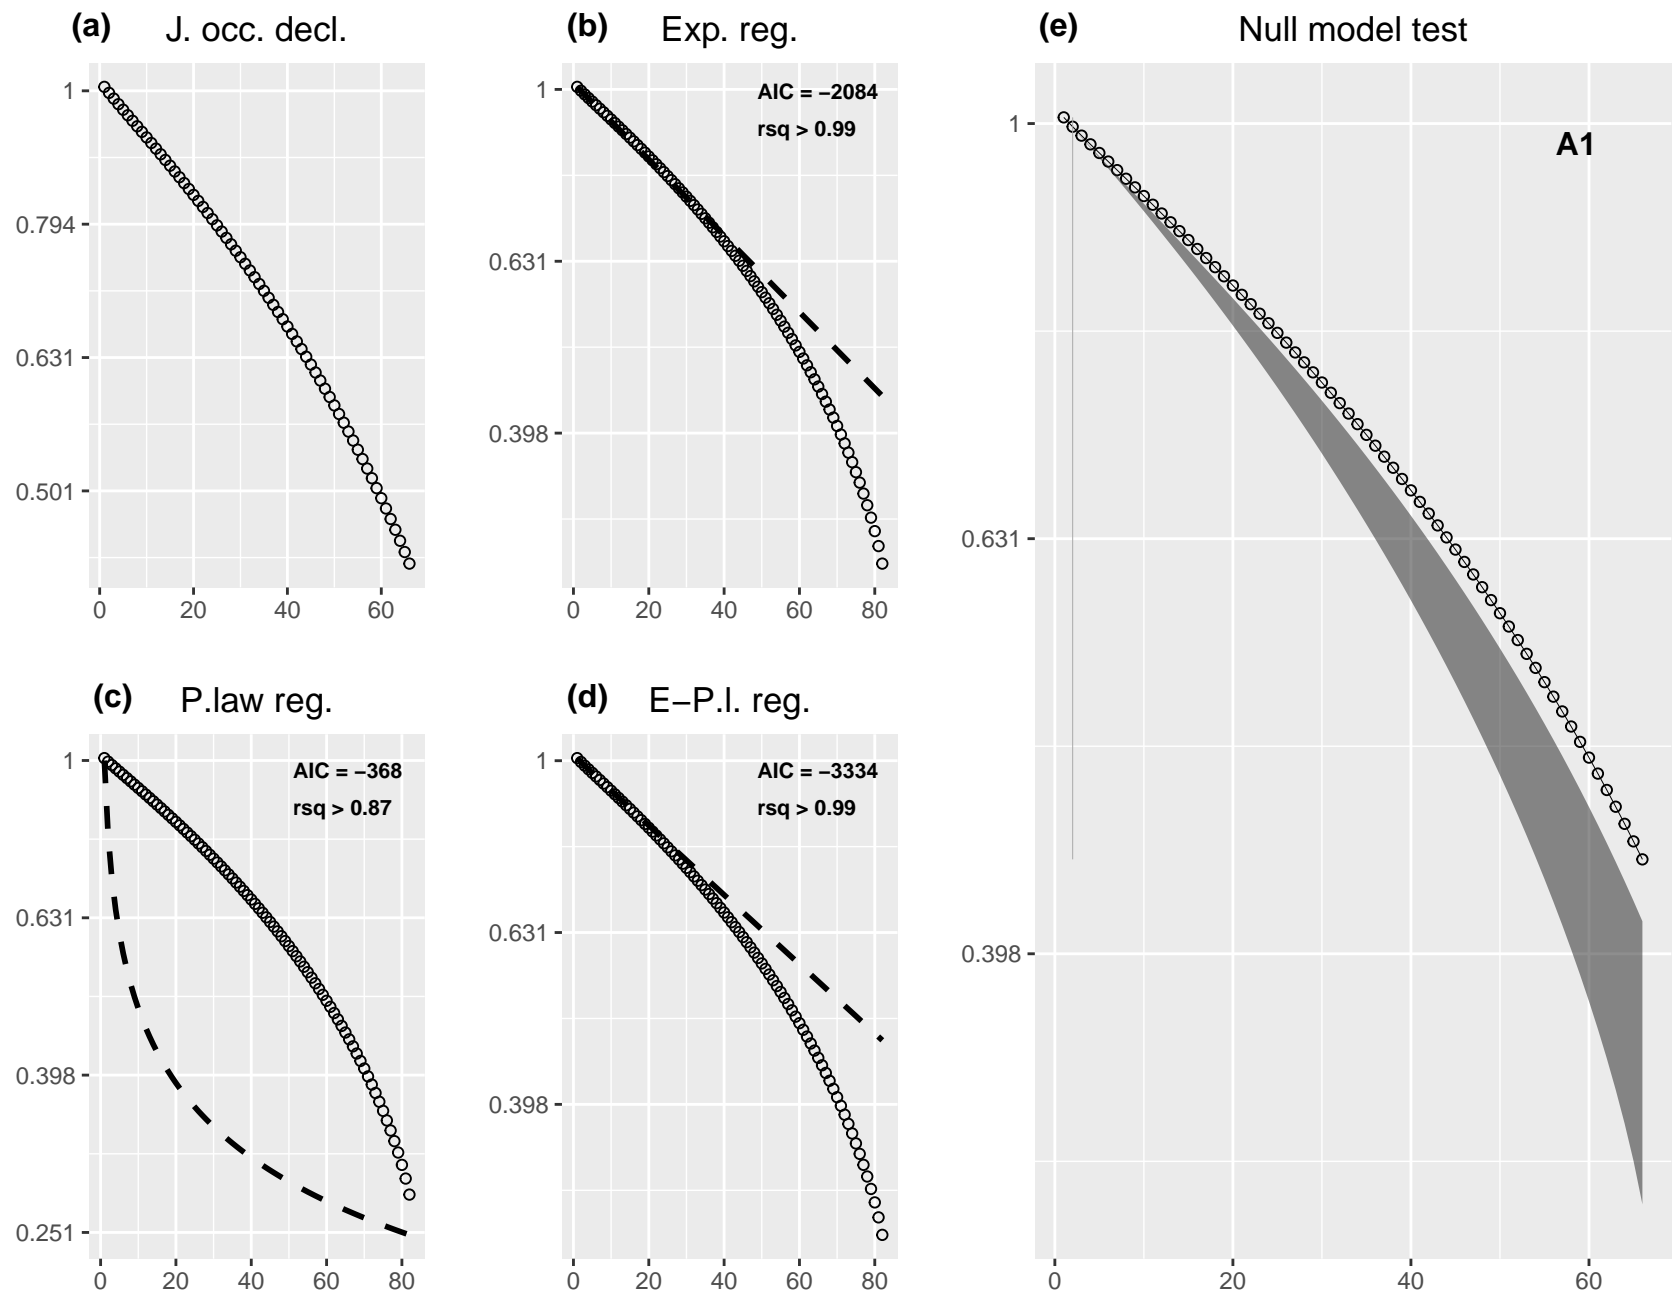 (a) J. occ. decl.
1
0.794
0.631
0.501
0 20 40 60
(b) Exp. reg.
AIC = −2084
rsq > 0.99
1
0.631
0.398
0 20 40 60 80
(c) P.law reg.
AIC = −368
rsq > 0.87
1
0.631
0.398
0.251
0 20 40 60 80
(d) E−P.l. reg.
AIC = −3334
rsq > 0.99
1
0.631
0.398
0 20 40 60 80
(e) Null model test
A1
1
0.631
0.398
0 20 40 60